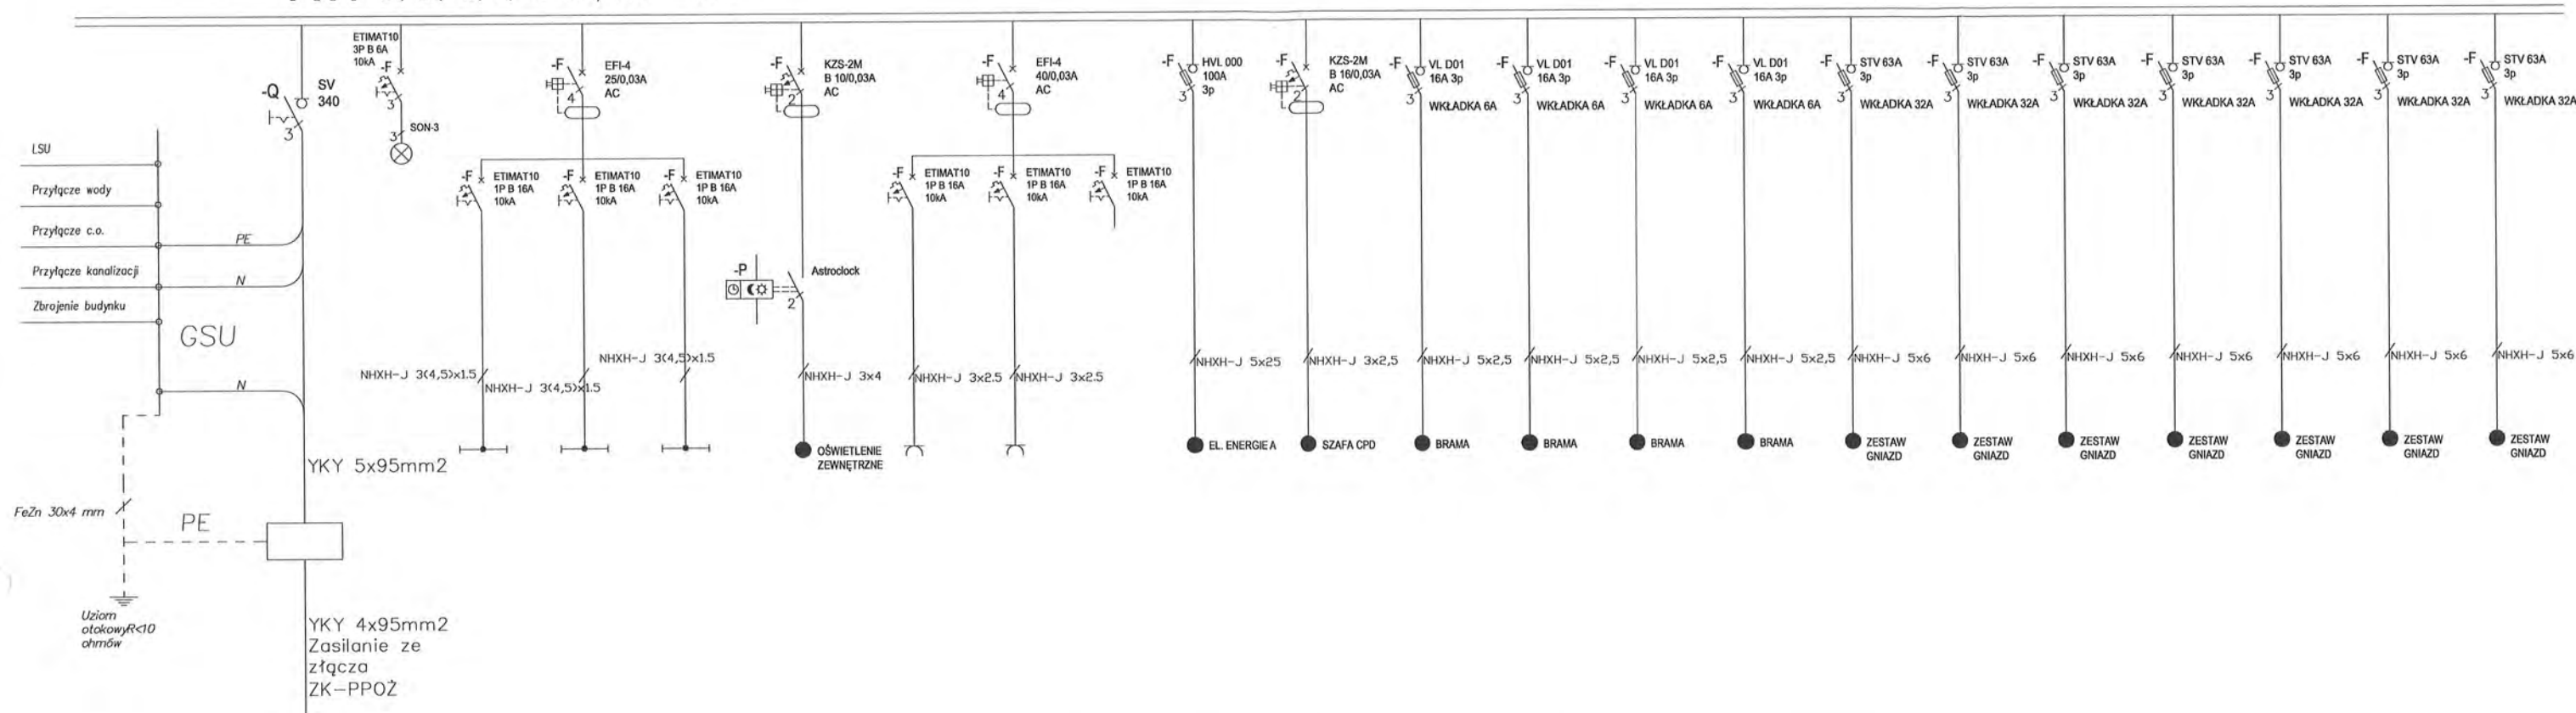 ETIMAT10
3P B 6A
10kA
-F
3
3
SON-3
-Q
SV
340
3
-F
EFI-4
25/0,03A
AC
4
-F
KZS-2M
B 10/0,03A
AC
2
-F
EFI-4
40/0,03A
AC
4
-F
HVL 000
100A
3p
3
-F
KZS-2M
B 16/0,03A
AC
2
-F
VL D01
16A 3p
3
WKŁADKA 6A
-F
VL D01
16A 3p
3
WKŁADKA 6A
-F
VL D01
16A 3p
3
WKŁADKA 6A
-F
VL D01
16A 3p
3
WKŁADKA 6A
-F
STV 63A
3p
3
WKŁADKA 32A
-F
STV 63A
3p
3
WKŁADKA 32A
-F
STV 63A
3p
3
WKŁADKA 32A
-F
STV 63A
3p
3
WKŁADKA 32A
-F
STV 63A
3p
3
WKŁADKA 32A
-F
STV 63A
3p
3
WKŁADKA 32A
-F
STV 63A
3p
3
WKŁADKA 32A
LSU
Przyłącze wody
Przyłącze c.o.
Przyłącze kanalizacji
Zbrojenie budynku
PE
N
GSU
N
-F
ETIMAT10
1P B 16A
10kA
-F
ETIMAT10
1P B 16A
10kA
-F
ETIMAT10
1P B 16A
10kA
-F
ETIMAT10
1P B 16A
10kA
-F
ETIMAT10
1P B 16A
10kA
-F
ETIMAT10
1P B 16A
10kA
-P
Astroclock
2
NHXH-J 3(4,5)x1.5
NHXH-J 3(4,5)x1.5
NHXH-J 3(4,5)x1.5
NHXH-J 3x4
NHXH-J 3x2.5
NHXH-J 3x2.5
NHXH-J 5x25
NHXH-J 3x2,5
NHXH-J 5x2,5
NHXH-J 5x2,5
NHXH-J 5x2,5
NHXH-J 5x2,5
NHXH-J 5x6
NHXH-J 5x6
NHXH-J 5x6
NHXH-J 5x6
NHXH-J 5x6
NHXH-J 5x6
NHXH-J 5x6
OŚWIETLENIE
ZEWNĘTRZNE
EL. ENERGIE A
SZAFA CPD
BRAMA
BRAMA
BRAMA
BRAMA
ZESTAW
GNIAZD
ZESTAW
GNIAZD
ZESTAW
GNIAZD
ZESTAW
GNIAZD
ZESTAW
GNIAZD
ZESTAW
GNIAZD
ZESTAW
GNIAZD
YKY 5x95mm2
FeZn 30x4 mm
PE
Uziom
otokowyR<10
ohmów
YKY 4x95mm2
Zasilanie ze
złącza
ZK-PPOŻ